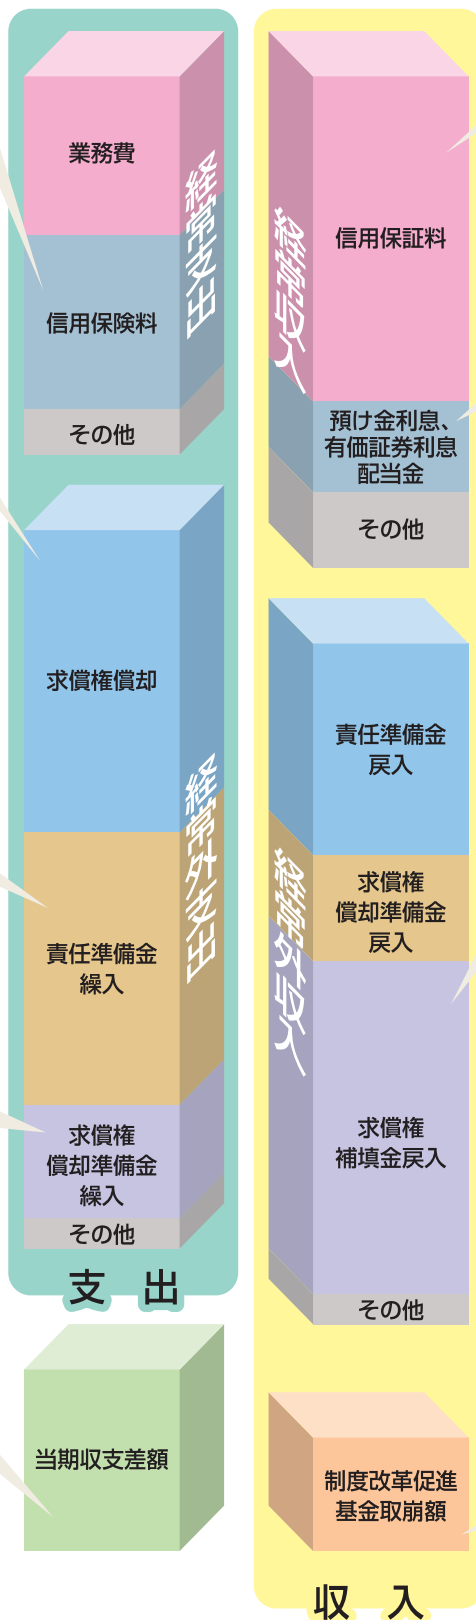 業務費
信用保険料
その他
経常支出
求償権償却
責任準備金
繰入
求償権
償却準備金
繰入
その他
経常外支出
支 出
当期収支差額
信用保証料
預け金利息、
有価証券利息
配当金
その他
経常収入
責任準備金
戻入
求償権
償却準備金
戻入
求償権
補填金戻入
その他
経常外収入
制度改革促進
基金取崩額
収 入